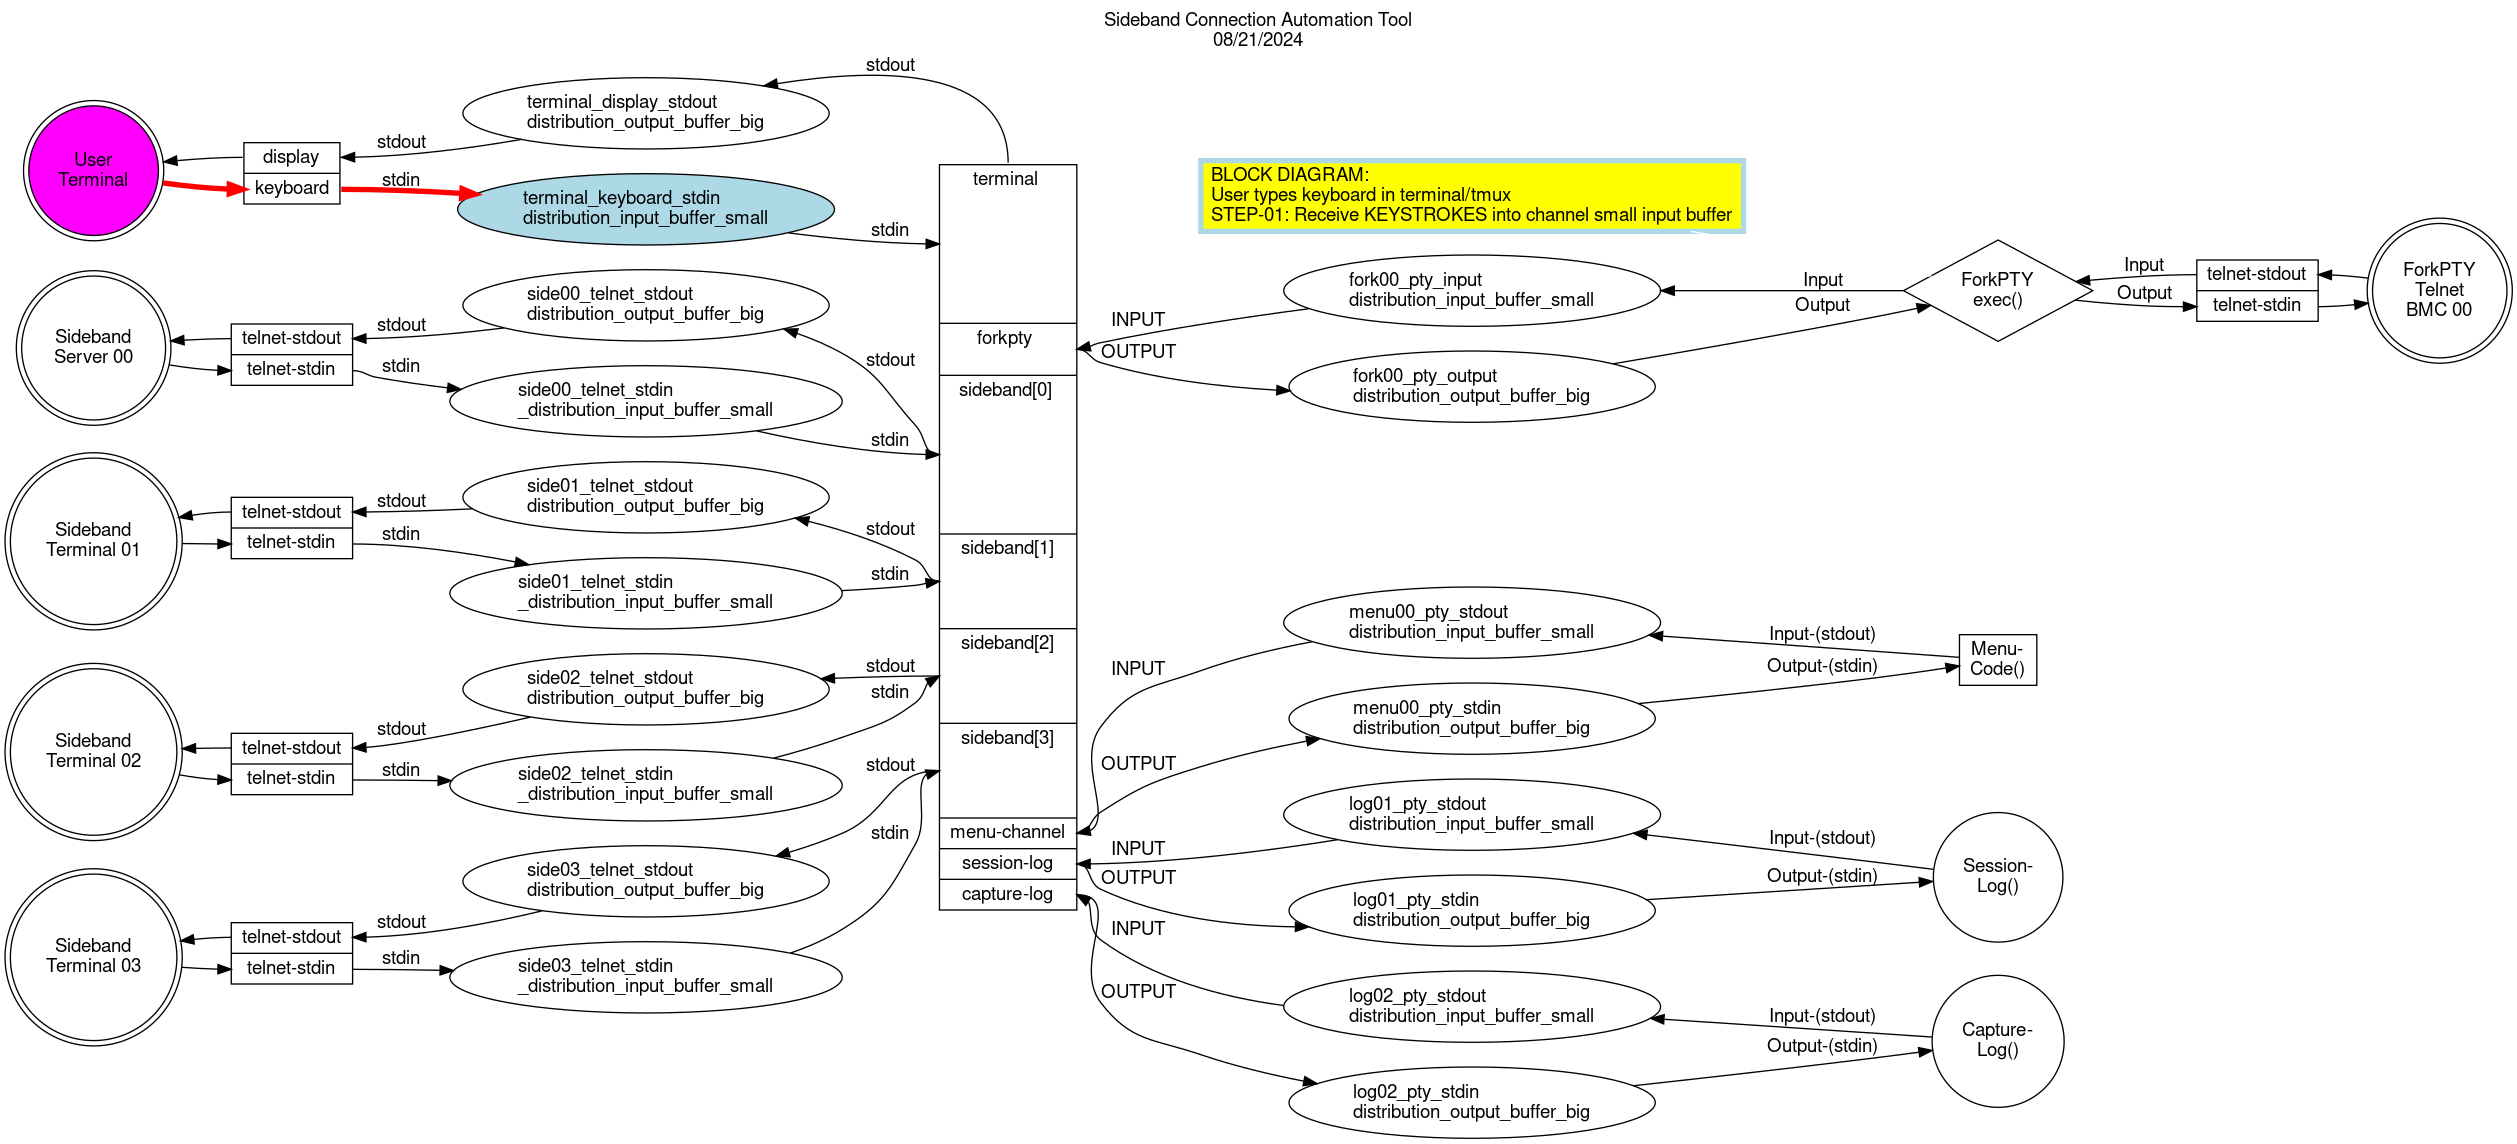 Sideband Connection Automation Tool
08/21/2024
User
Terminal
display
keyboard
stdout
stdin
terminal_display_stdout
distribution_output_buffer_big
terminal_keyboard_stdin
distribution_input_buffer_small
stdout
stdin
Sideband
Server 00
telnet-stdout
telnet-stdin
stdout
stdin
side00_telnet_stdout
distribution_output_buffer_big
side00_telnet_stdin
_distribution_input_buffer_small
stdout
stdin
Sideband
Terminal 01
telnet-stdout
telnet-stdin
stdout
stdin
side01_telnet_stdout
distribution_output_buffer_big
side01_telnet_stdin
_distribution_input_buffer_small
stdout
stdin
Sideband
Terminal 02
telnet-stdout
telnet-stdin
stdout
stdin
side02_telnet_stdout
distribution_output_buffer_big
side02_telnet_stdin
_distribution_input_buffer_small
stdout
stdin
Sideband
Terminal 03
telnet-stdout
telnet-stdin
stdout
stdin
side03_telnet_stdout
distribution_output_buffer_big
side03_telnet_stdin
_distribution_input_buffer_small
stdout
stdin
terminal
forkpty
sideband[0]
sideband[1]
sideband[2]
sideband[3]
menu-channel
session-log
capture-log
BLOCK DIAGRAM:
User types keyboard in terminal/tmux
STEP-01: Receive KEYSTROKES into channel small input buffer
INPUT
OUTPUT
fork00_pty_input
distribution_input_buffer_small
fork00_pty_output
distribution_output_buffer_big
Input
Output
ForkPTY
exec()
Input
Output
telnet-stdout
telnet-stdin
ForkPTY
Telnet
BMC 00
INPUT
OUTPUT
menu00_pty_stdout
distribution_input_buffer_small
menu00_pty_stdin
distribution_output_buffer_big
Input-(stdout)
Output-(stdin)
Menu-
Code()
INPUT
OUTPUT
log01_pty_stdout
distribution_input_buffer_small
log01_pty_stdin
distribution_output_buffer_big
Input-(stdout)
Output-(stdin)
Session-
Log()
INPUT
OUTPUT
log02_pty_stdout
distribution_input_buffer_small
log02_pty_stdin
distribution_output_buffer_big
Input-(stdout)
Output-(stdin)
Capture-
Log()